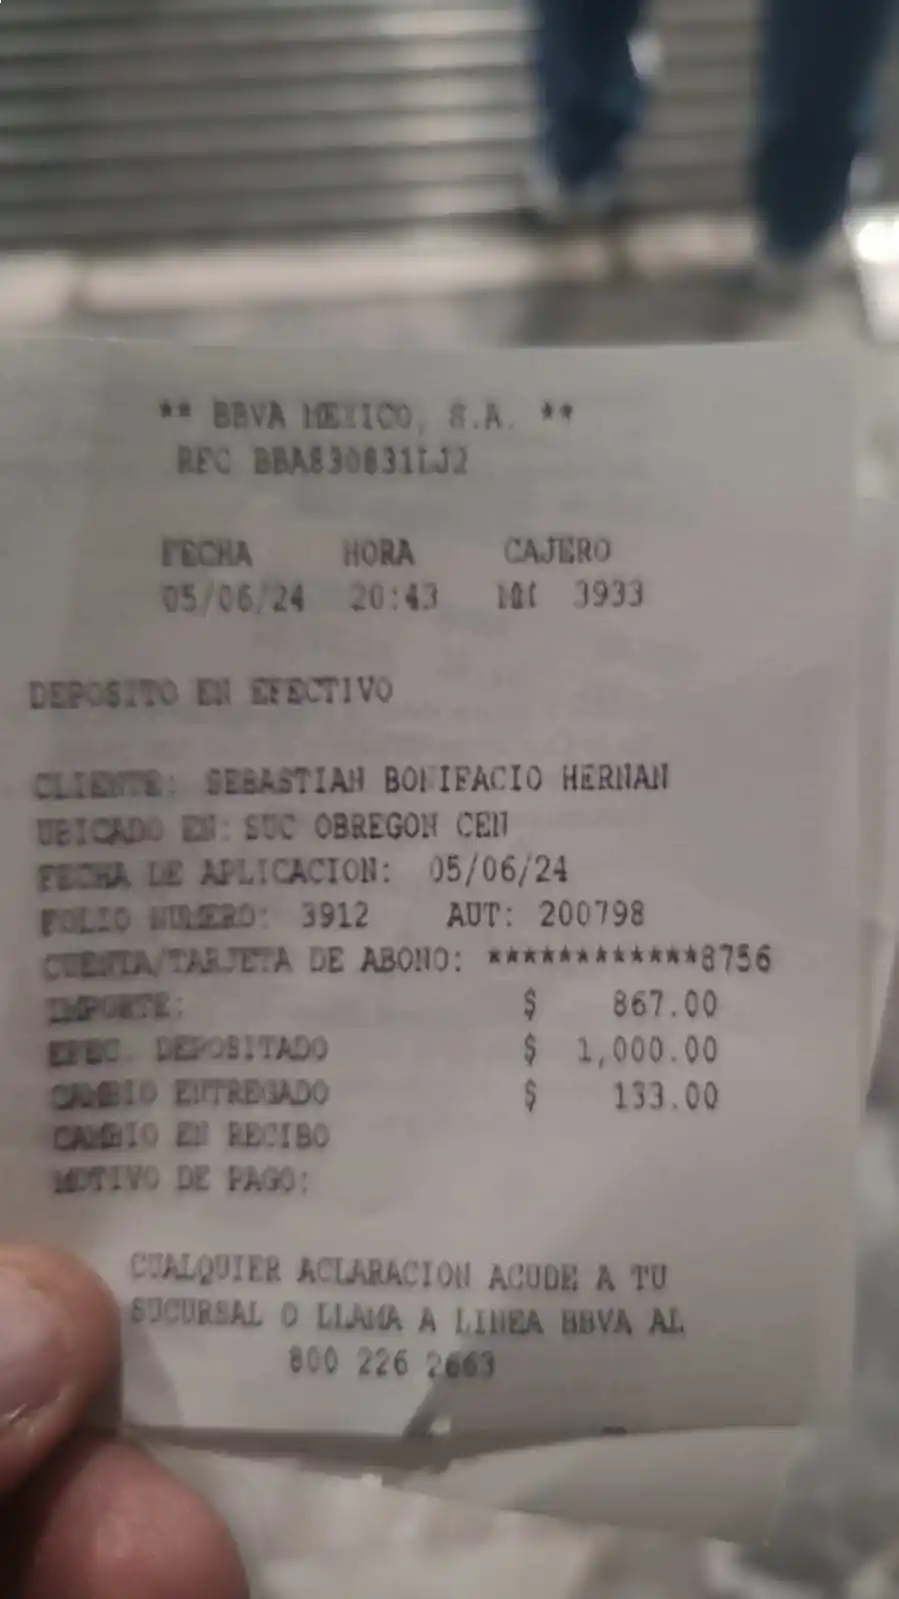 ** BBVA MEXICO, S.A. **
RFC BBA830831LJ2
FECHA HORA CAJERO
05/06/24 20:43 3933
DEPOSITO EN EFECTIVO
CLIENTE: SEBASTIAN BONIFACIO HERNAN
UBICADO EN: SUC OBREGON CEN
FECHA DE APLICACION: 05/06/24
FOLIO NUMERO: 3912 AUT: 200798
CUENTA/TARJETA DE ABONO: ************8756
IMPORTE: $ 867.00
EFEC. DEPOSITADO $ 1,000.00
CAMBIO ENTREGADO $ 133.00
CAMBIO EN RECIBO
MOTIVO DE PAGO:
CUALQUIER ACLARACION ACUDE A TU
SUCURSAL O LLAMA A LINEA BBVA AL
800 226 2663